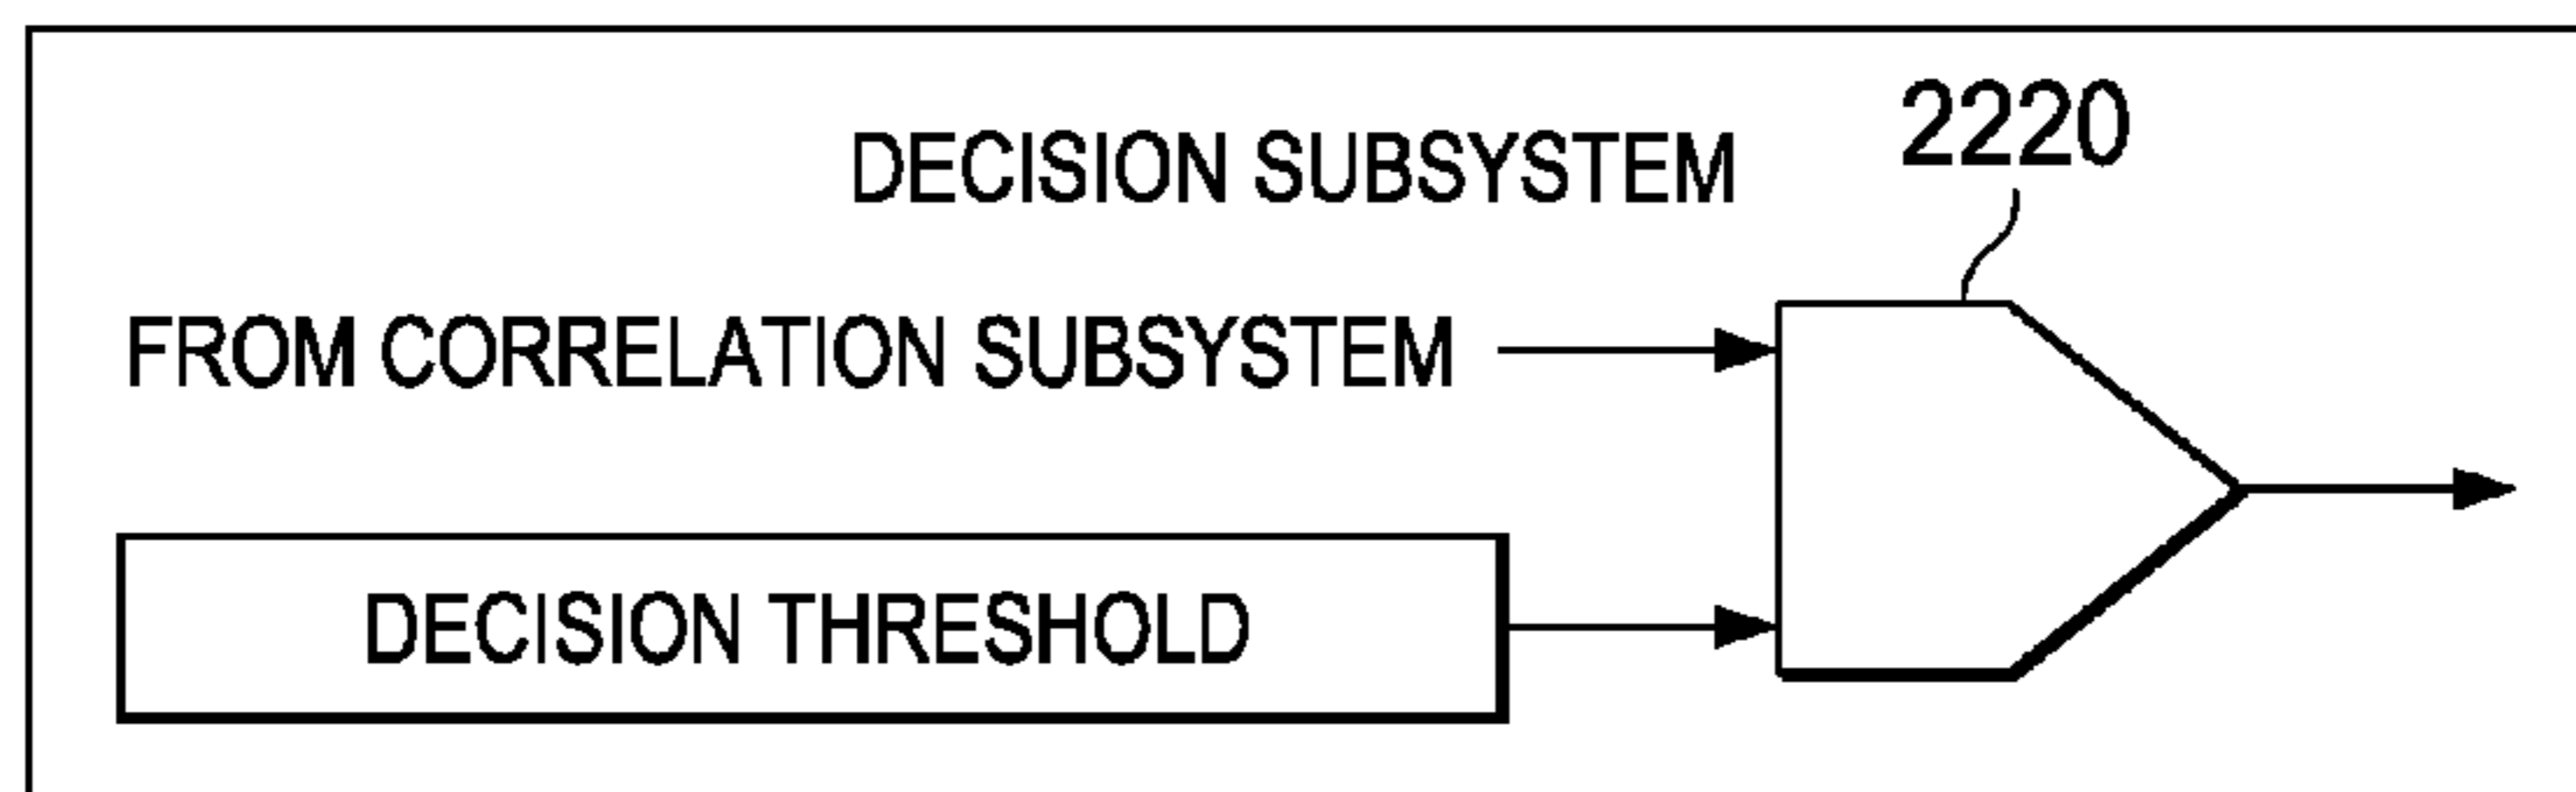 DECISION SUBSYSTEM
2220
FROM CORRELATION SUBSYSTEM
DECISION THRESHOLD